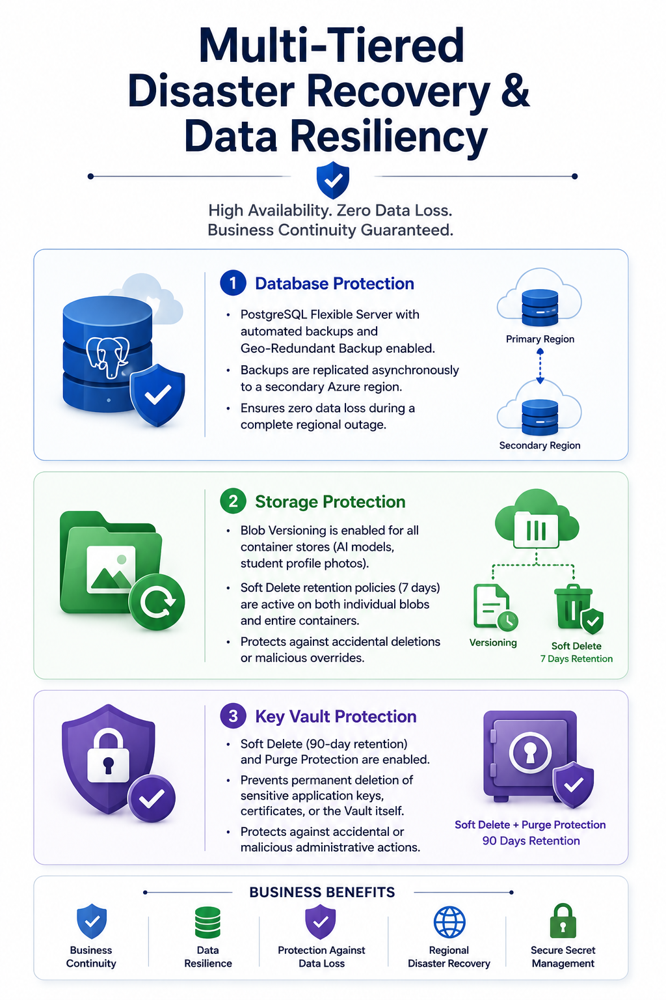 Multi-Tiered
Disaster Recovery &
Data Resiliency
High Availability. Zero Data Loss.
Business Continuity Guaranteed.
1 Database Protection
• PostgreSQL Flexible Server with
automated backups and
Geo-Redundant Backup enabled.
• Backups are replicated asynchronously
to a secondary Azure region.
• Ensures zero data loss during a
complete regional outage.
Primary Region
Secondary Region
2 Storage Protection
• Blob Versioning is enabled for all
container stores (AI models,
student profile photos).
• Soft Delete retention policies (7 days)
are active on both individual blobs
and entire containers.
• Protects against accidental deletions
or malicious overrides.
Versioning
Soft Delete
7 Days Retention
3 Key Vault Protection
• Soft Delete (90-day retention)
and Purge Protection are enabled.
• Prevents permanent deletion of
sensitive application keys,
certificates, or the Vault itself.
• Protects against accidental or
malicious administrative actions.
Soft Delete + Purge Protection
90 Days Retention
BUSINESS BENEFITS
Business
Continuity
Data
Resilience
Protection Against
Data Loss
Regional
Disaster Recovery
Secure Secret
Management